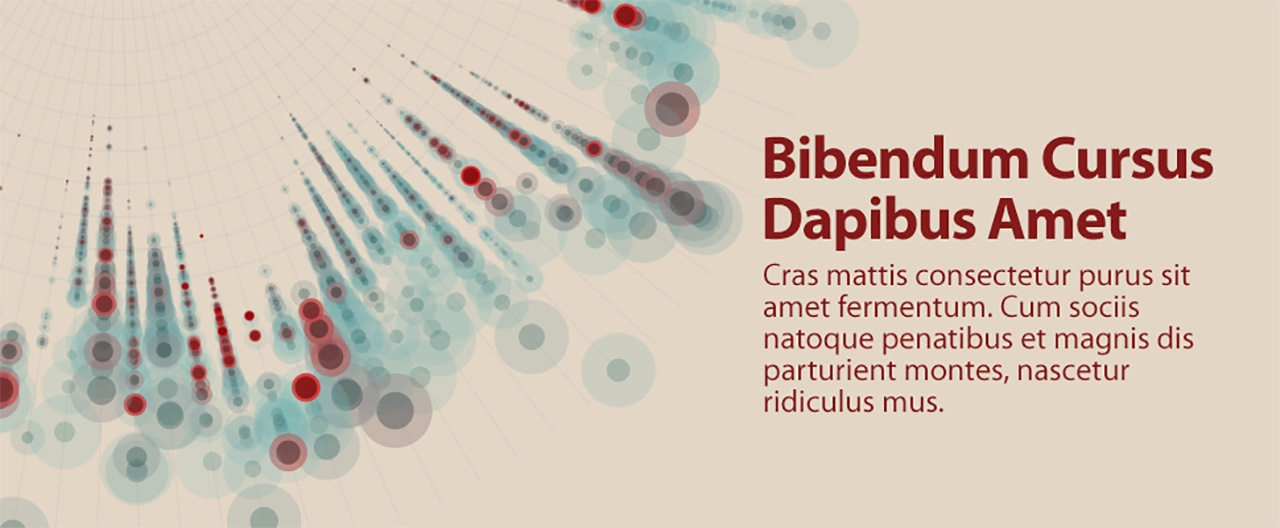 Bibendum Cursus
Dapibus Amet
Cras mattis consectetur purus sit
amet fermentum. Cum sociis
natoque penatibus et magnis dis
parturient montes, nascetur
ridiculus mus.